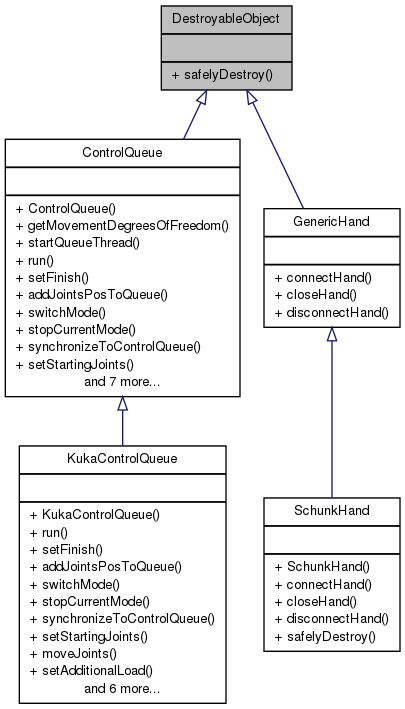 DestroyableObject
+ safelyDestroy()
ControlQueue
+ ControlQueue()
+ getMovementDegreesOfFreedom()
+ startQueueThread()
+ run()
+ setFinish()
+ addJointsPosToQueue()
+ switchMode()
+ stopCurrentMode()
+ synchronizeToControlQueue()
+ setStartingJoints()
and 7 more...
GenericHand
+ connectHand()
+ closeHand()
+ disconnectHand()
KukaControlQueue
+ KukaControlQueue()
+ run()
+ setFinish()
+ addJointsPosToQueue()
+ switchMode()
+ stopCurrentMode()
+ synchronizeToControlQueue()
+ setStartingJoints()
+ moveJoints()
+ setAdditionalLoad()
and 6 more...
SchunkHand
+ SchunkHand()
+ connectHand()
+ closeHand()
+ disconnectHand()
+ safelyDestroy()